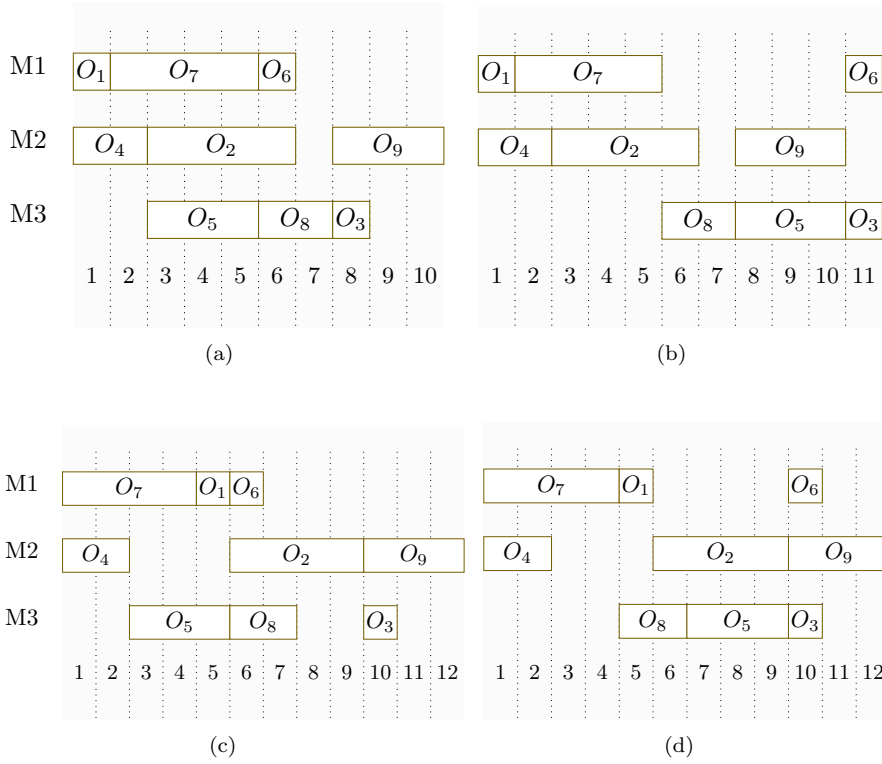 M1 O₁ O₇ O₆ O₁ O₇ O₆
M2 O₄ O₂ O₉ O₄ O₂ O₉
M3 O₅ O₈ O₃ O₈ O₅ O₃
1 2 3 4 5 6 7 8 9 10 1 2 3 4 5 6 7 8 9 10 11
(a) (b)
M1 O₇ O₁ O₆ O₇ O₁ O₆
M2 O₄ O₂ O₉ O₄ O₂ O₉
M3 O₅ O₈ O₃ O₈ O₅ O₃
1 2 3 4 5 6 7 8 9 10 11 12 1 2 3 4 5 6 7 8 9 10 11 12
(c) (d)